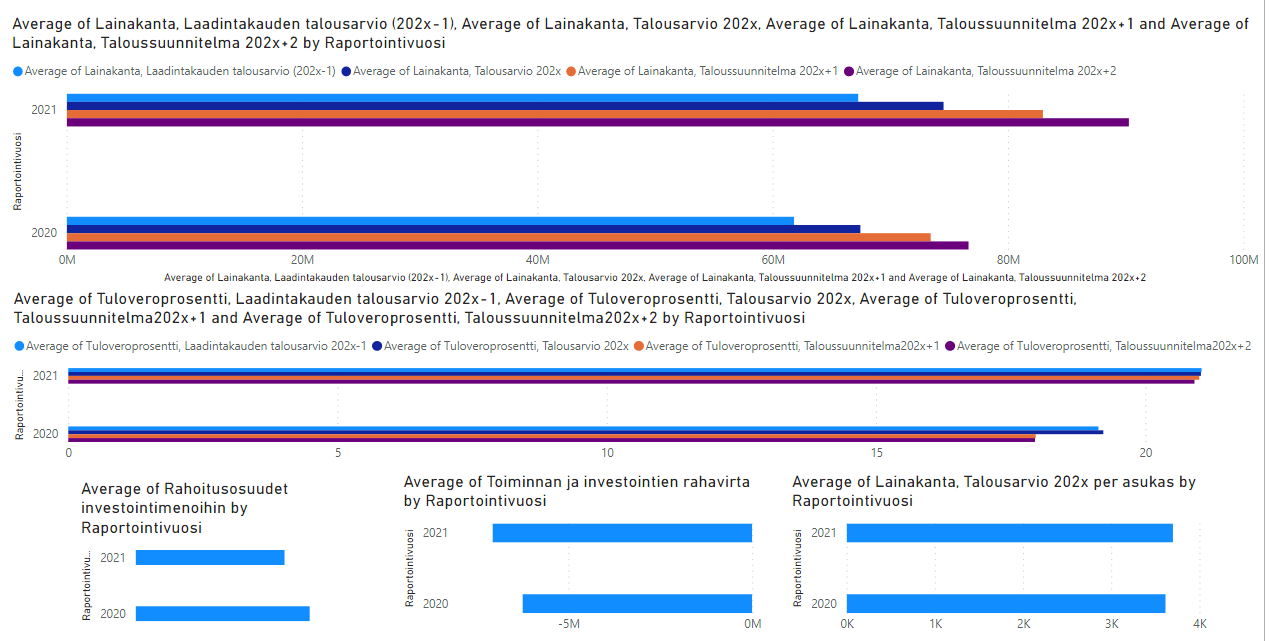 Average of Lainakanta, Laadintakauden talousarvio (202x-1), Average of Lainakanta, Talousarvio 202x, Average of Lainakanta, Taloussuunnitelma 202x+1 and Average of
Lainakanta, Taloussuunnitelma 202x+2 by Raportointivuosi
Average of Lainakanta, Laadintakauden talousarvio (202x-1) Average of Lainakanta, Talousarvio 202x Average of Lainakanta, Taloussuunnitelma 202x+1 Average of Lainakanta, Taloussuunnitelma 202x+2
Raportointivuosi
2021
2020
0M 20M 40M 60M 80M 100M
Average of Lainakanta, Laadintakauden talousarvio (202x-1), Average of Lainakanta, Talousarvio 202x, Average of Lainakanta, Taloussuunnitelma 202x+1 and Average of Lainakanta, Taloussuunnitelma 202x+2
Average of Tuloveroprosentti, Laadintakauden talousarvio 202x-1, Average of Tuloveroprosentti, Talousarvio 202x, Average of Tuloveroprosentti,
Taloussuunnitelma202x+1 and Average of Tuloveroprosentti, Taloussuunnitelma202x+2 by Raportointivuosi
Average of Tuloveroprosentti, Laadintakauden talousarvio 202x-1 Average of Tuloveroprosentti, Talousarvio 202x Average of Tuloveroprosentti, Taloussuunnitelma202x+1 Average of Tuloveroprosentti, Taloussuunnitelma202x+2
Raportointivu...
2021
2020
0 5 10 15 20
Average of Rahoitusosuudet
investointimenoihin by
Raportointivuosi
Raportointivu...
2021
2020
Average of Toiminnan ja investointien rahavirta
by Raportointivuosi
Raportointivuosi
2021
2020
-5M 0M
Average of Lainakanta, Talousarvio 202x per asukas by
Raportointivuosi
Raportointivuosi
2021
2020
0K 1K 2K 3K 4K